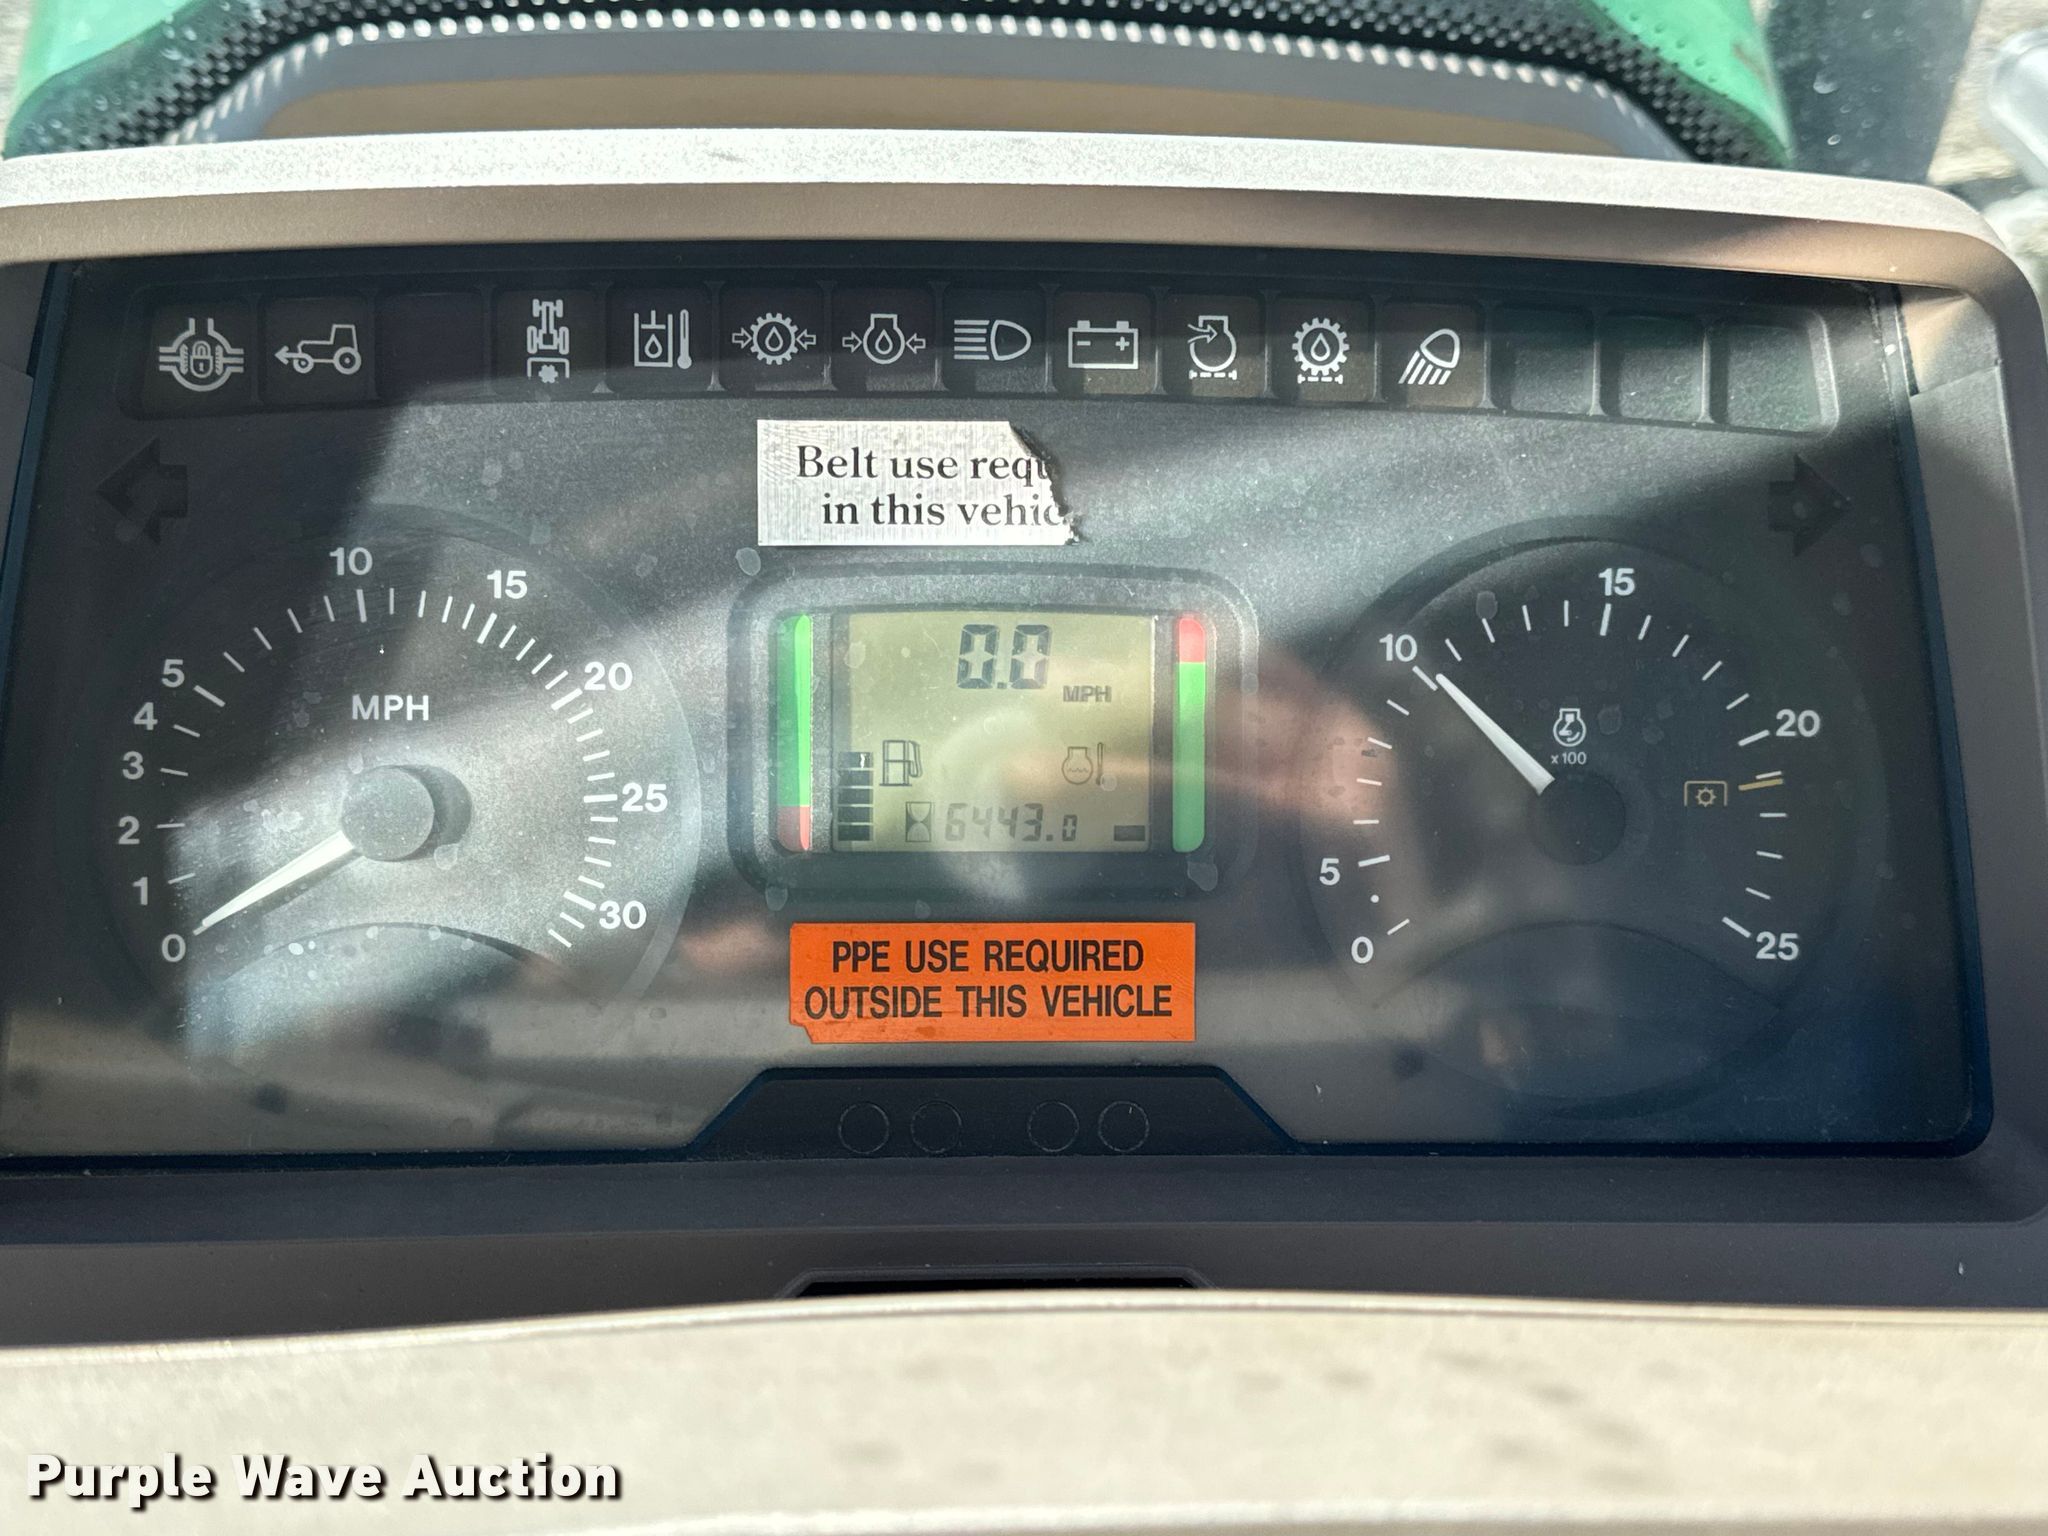 Belt use requ
in this vehic
0
1
2
3
4
5
10
15
20
25
30
MPH
0.0
MPH
6443.0
0
5
10
15
20
25
x100
PPE USE REQUIRED
OUTSIDE THIS VEHICLE
Purple Wave Auction